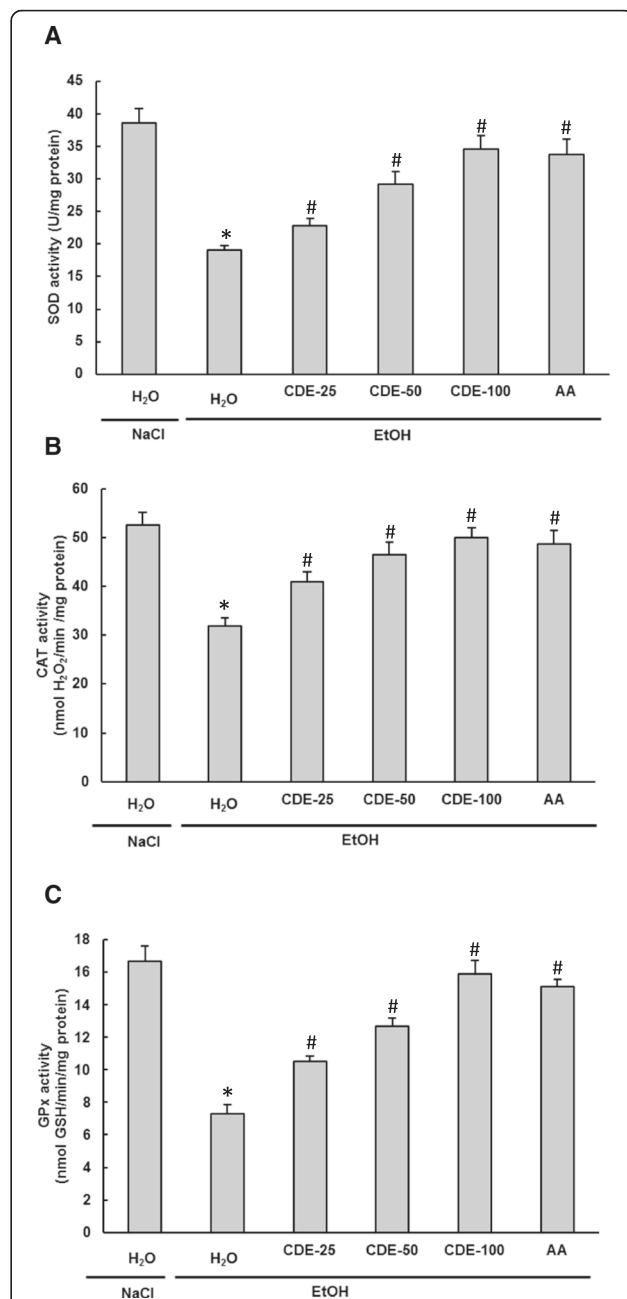 A
SOD activity (U/mg protein)
45
40
35
30
25
20
15
10
5
0
*
#
#
#
#
H₂O
H₂O
CDE-25
CDE-50
CDE-100
AA
NaCl
EtOH
B
CAT activity
(nmol H₂O₂/min /mg protein)
60
50
40
30
20
10
0
*
#
#
#
#
H₂O
H₂O
CDE-25
CDE-50
CDE-100
AA
NaCl
EtOH
C
GPx activity
(nmol GSH/min/mg protein)
18
16
14
12
10
8
6
4
2
0
*
#
#
#
#
H₂O
H₂O
CDE-25
CDE-50
CDE-100
AA
NaCl
EtOH